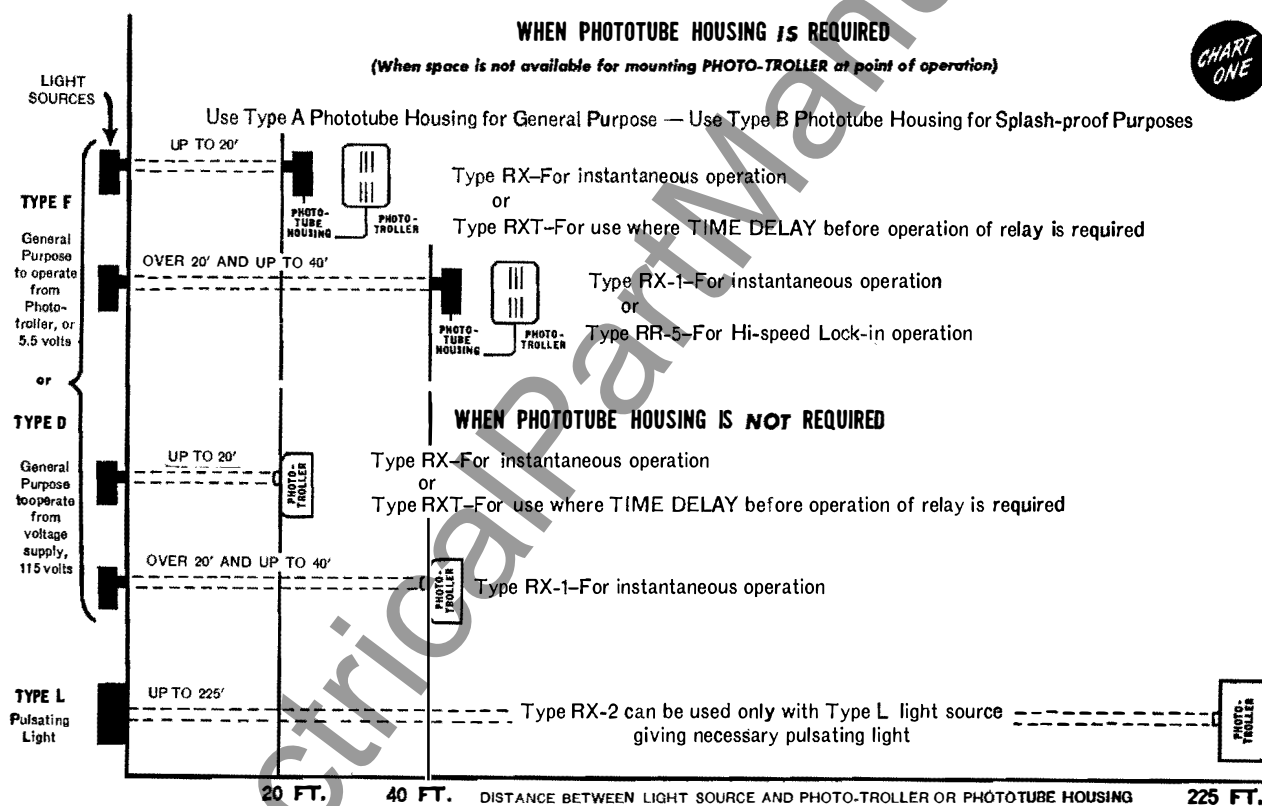 WHEN PHOTOTUBE HOUSING IS REQUIRED
(When space is not available for mounting PHOTO-TROLLER at point of operation)
CHART
ONE
LIGHT
SOURCES
Use Type A Phototube Housing for General Purpose — Use Type B Phototube Housing for Splash-proof Purposes
UP TO 20'
PHOTO-
TUBE
HOUSING
PHOTO-
TROLLER
Type RX–For instantaneous operation
or
Type RXT–For use where TIME DELAY before operation of relay is required
TYPE F
General
Purpose
to operate
from
Photo-
troller, or
5.5 volts
OVER 20' AND UP TO 40'
PHOTO-
TUBE
HOUSING
PHOTO-
TROLLER
Type RX-1–For instantaneous operation
or
Type RR-5–For Hi-speed Lock-in operation
or
WHEN PHOTOTUBE HOUSING IS NOT REQUIRED
TYPE D
General
Purpose
to operate
from
voltage
supply,
115 volts
UP TO 20'
PHOTO-
TROLLER
Type RX–For instantaneous operation
or
Type RXT–For use where TIME DELAY before operation of relay is required
OVER 20' AND UP TO 40'
PHOTO-
TROLLER
Type RX-1–For instantaneous operation
TYPE L
Pulsating
Light
UP TO 225'
Type RX-2 can be used only with Type L light source
giving necessary pulsating light
PHOTO-
TROLLER
20 FT.
40 FT.
DISTANCE BETWEEN LIGHT SOURCE AND PHOTO-TROLLER OR PHOTOTUBE HOUSING
225 FT.
ctricalPartManu